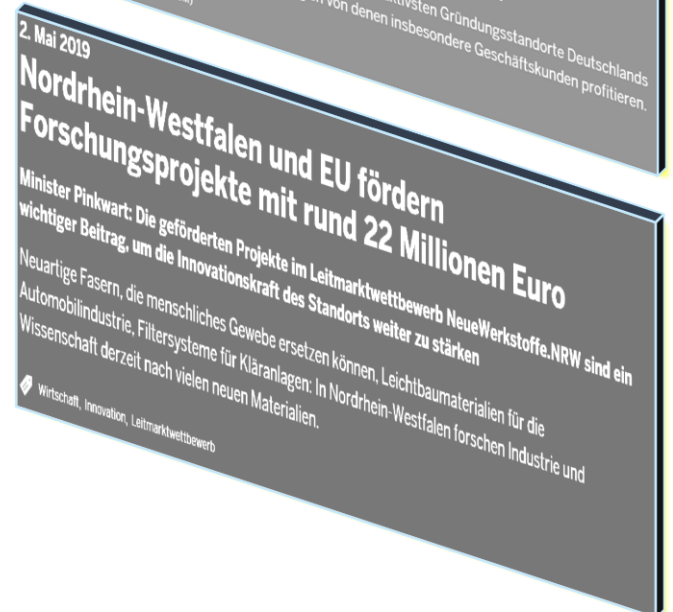 aktivsten Gründungsstandorte Deutschlands
von denen insbesondere Geschäftskunden profitieren.
2. Mai 2019
Nordrhein-Westfalen und EU fördern
Forschungsprojekte mit rund 22 Millionen Euro
Minister Pinkwart: Die geförderten Projekte im Leitmarktwettbewerb NeueWerkstoffe.NRW sind ein
wichtiger Beitrag, um die Innovationskraft des Standorts weiter zu stärken
Neuartige Fasern, die menschliches Gewebe ersetzen können, Leichtbaumaterialien für die
Automobilindustrie, Filtersysteme für Kläranlagen: In Nordrhein-Westfalen forschen Industrie und
Wissenschaft derzeit nach vielen neuen Materialien.
Wirtschaft, Innovation, Leitmarktwettbewerb